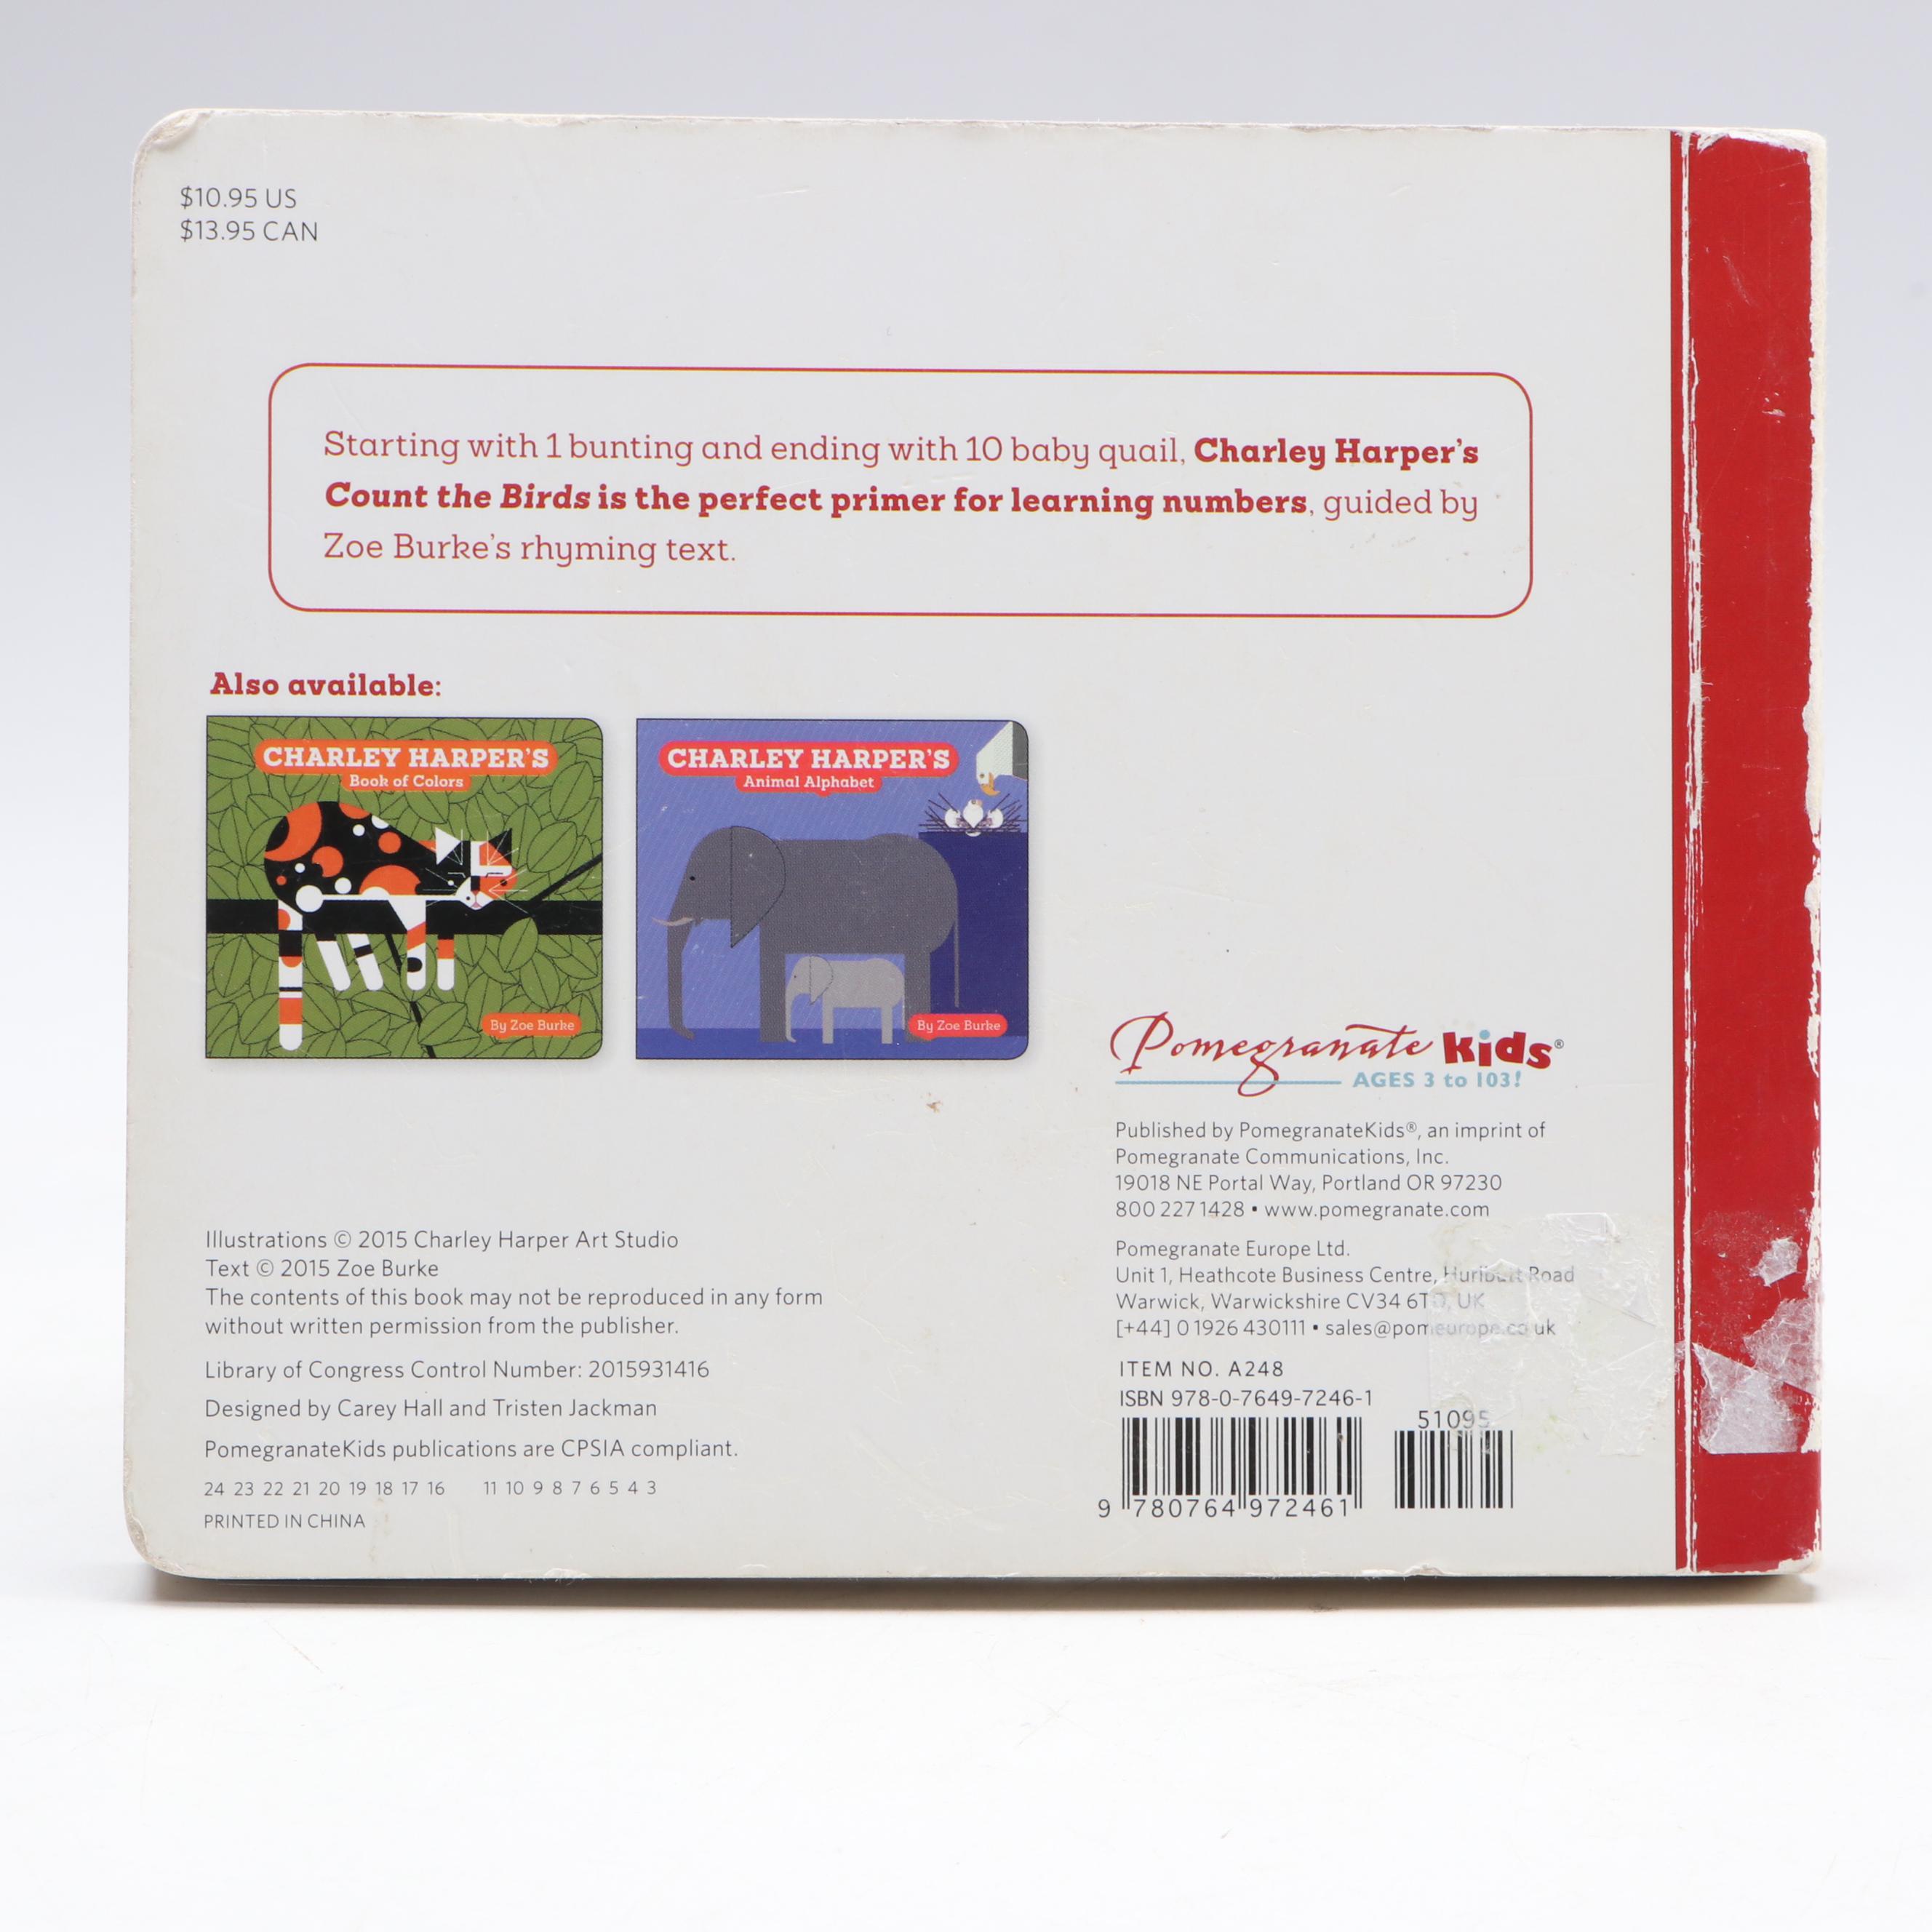 $10.95 US
$13.95 CAN
Starting with 1 bunting and ending with 10 baby quail, Charley Harper's
Count the Birds is the perfect primer for learning numbers, guided by
Zoe Burke's rhyming text.
Also available:
CHARLEY HARPER'S
Book of Colors
By Zoe Burke
CHARLEY HARPER'S
Animal Alphabet
By Zoe Burke
Pomegranate kids®
AGES 3 to 103!
Published by PomegranateKids®, an imprint of
Pomegranate Communications, Inc.
19018 NE Portal Way, Portland OR 97230
800 227 1428 • www.pomegranate.com
Pomegranate Europe Ltd.
Unit 1, Heathcote Business Centre, Hurlbutt Road
Warwick, Warwickshire CV34 6TD, UK
[+44] 0 1926 430111 • sales@pomeurope.co.uk
Illustrations © 2015 Charley Harper Art Studio
Text © 2015 Zoe Burke
The contents of this book may not be reproduced in any form
without written permission from the publisher.
Library of Congress Control Number: 2015931416
Designed by Carey Hall and Tristen Jackman
PomegranateKids publications are CPSIA compliant.
24 23 22 21 20 19 18 17 16 11 10 9 8 7 6 5 4 3
PRINTED IN CHINA
ITEM NO. A248
ISBN 978-0-7649-7246-1
51095
9 780764 972461